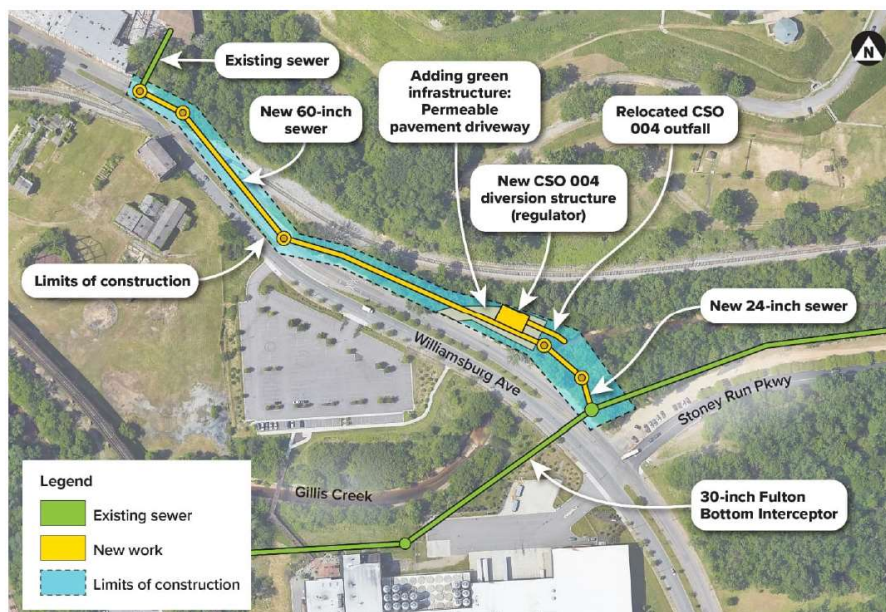 N
Existing sewer
Adding green
infrastructure:
Permeable
pavement driveway
Relocated CSO
004 outfall
New 60-inch
sewer
New CSO 004
diversion structure
(regulator)
Limits of construction
New 24-inch sewer
Williamsburg Ave
Stoney Run Pkwy
Gillis Creek
30-inch Fulton
Bottom Interceptor
Legend
Existing sewer
New work
Limits of construction